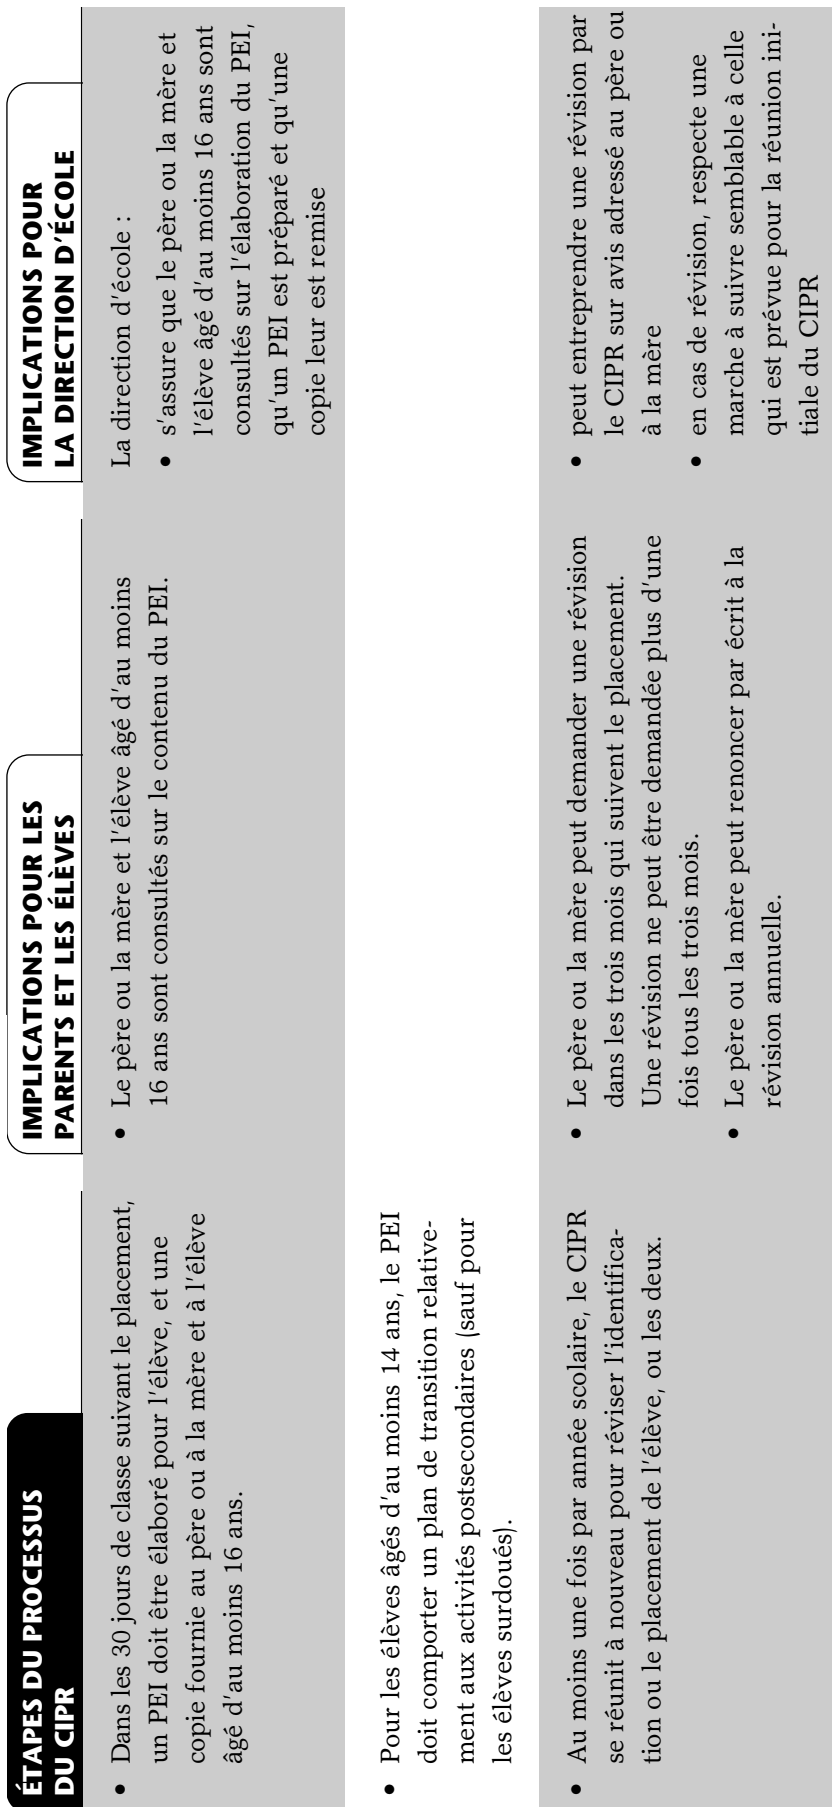 ÉTAPES DU PROCESSUS
DU CIPR
IMPLICATIONS POUR LES
PARENTS ET LES ÉLÈVES
IMPLICATIONS POUR
LA DIRECTION D'ÉCOLE
• Dans les 30 jours de classe suivant le placement,
un PEI doit être élaboré pour l'élève, et une
copie fournie au père ou à la mère et à l'élève
âgé d'au moins 16 ans.
• Le père ou la mère et l'élève âgé d'au moins
16 ans sont consultés sur le contenu du PEI.
La direction d'école :
• s'assure que le père ou la mère et
l'élève âgé d'au moins 16 ans sont
consultés sur l'élaboration du PEI,
qu'un PEI est préparé et qu'une
copie leur est remise
• Pour les élèves âgés d'au moins 14 ans, le PEI
doit comporter un plan de transition relative-
ment aux activités postsecondaires (sauf pour
les élèves surdoués).
• Au moins une fois par année scolaire, le CIPR
se réunit à nouveau pour réviser l'identifica-
tion ou le placement de l'élève, ou les deux.
• Le père ou la mère peut demander une révision
dans les trois mois qui suivent le placement.
Une révision ne peut être demandée plus d'une
fois tous les trois mois.
• Le père ou la mère peut renoncer par écrit à la
révision annuelle.
• peut entreprendre une révision par
le CIPR sur avis adressé au père ou
à la mère
• en cas de révision, respecte une
marche à suivre semblable à celle
qui est prévue pour la réunion ini-
tiale du CIPR